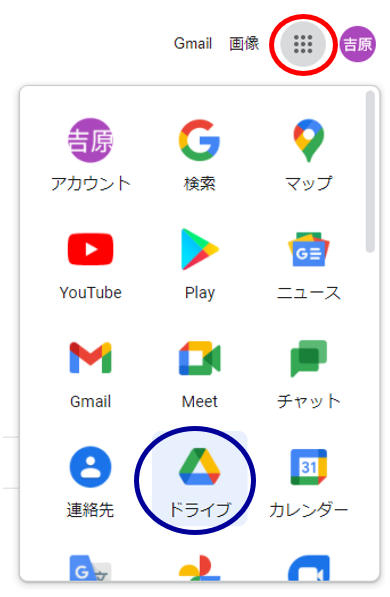 Gmail 画像 吉原
吉原
アカウント 検索 マップ
YouTube Play ニュース
Gmail Meet チャット
31
連絡先 ドライブ カレンダー
G 文